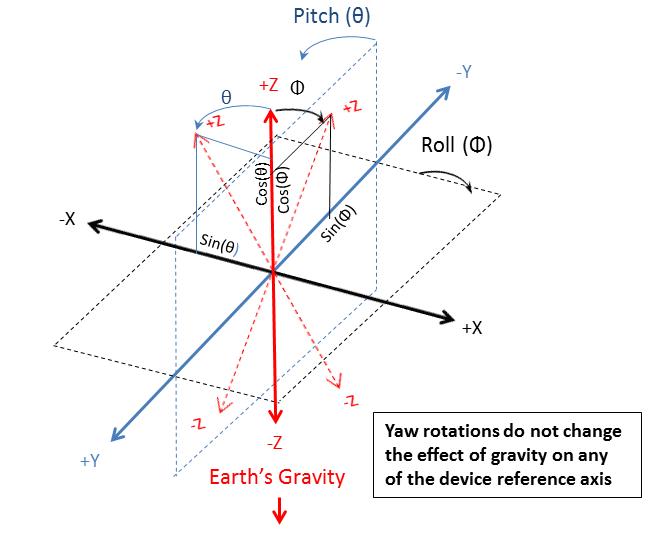 Pitch (θ)
-Y
+Z
Φ
θ
+Z
+Z
Roll (Φ)
Cos(θ)
Cos(Φ)
-X
Sin(Φ)
Sin(θ)
+X
-Z
-Z
-Z
+Y
Earth's Gravity
Yaw rotations do not change
the effect of gravity on any
of the device reference axis